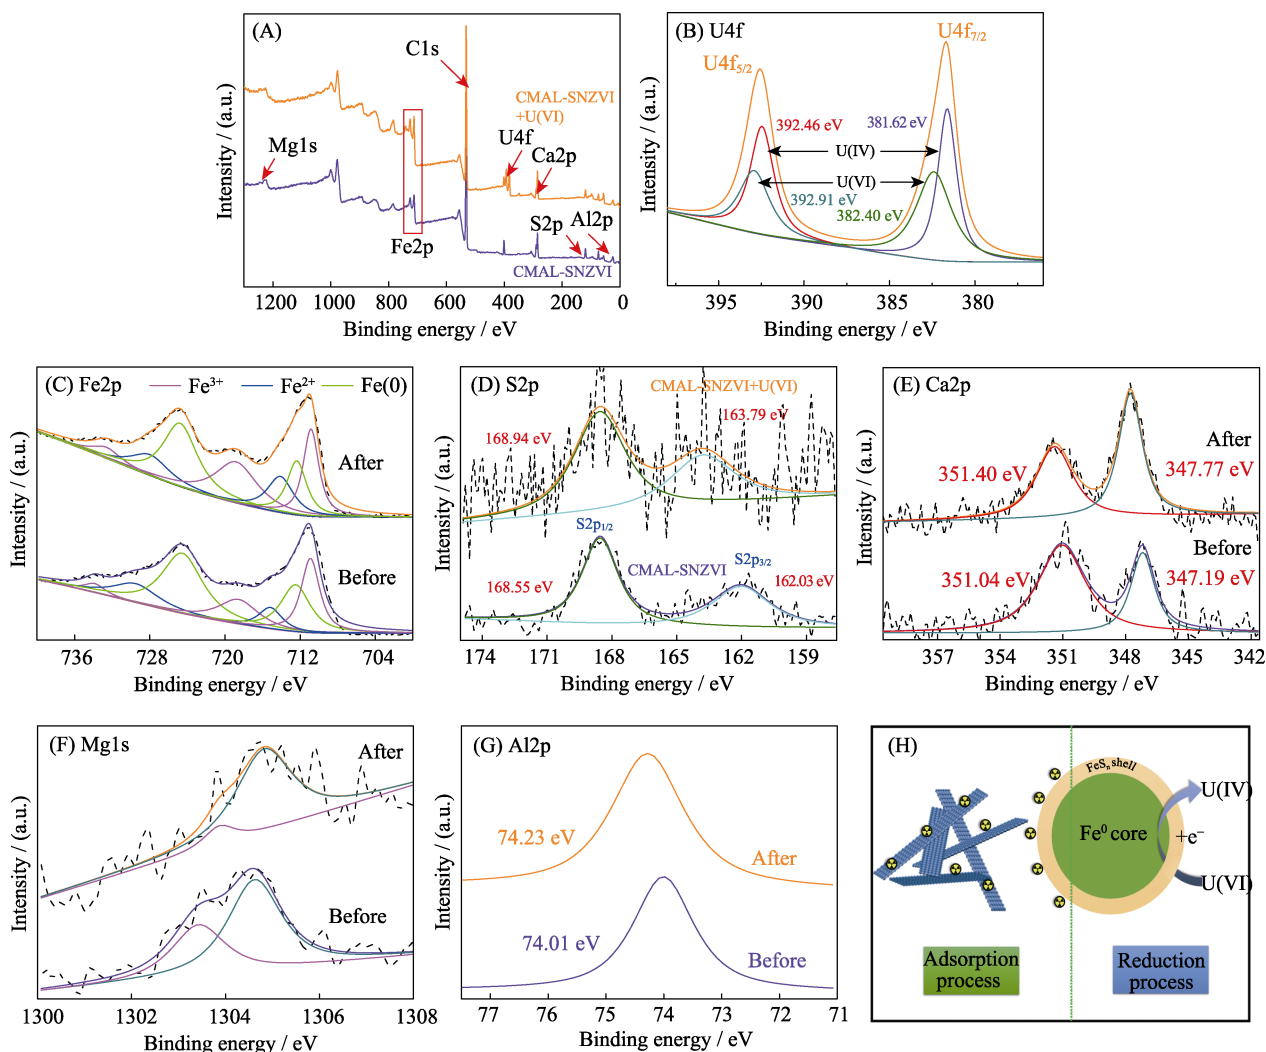 (A)
C1s
CMAL-SNZVI
+U(VI)
Mg1s
U4f
Ca2p
S2p
Al2p
Fe2p
CMAL-SNZVI
Intensity / (a.u.)
1200
1000
800
600
400
200
0
Binding energy / eV
(B) U4f
U4f7/2
U4f5/2
392.46 eV
381.62 eV
U(IV)
U(VI)
392.91 eV
382.40 eV
Intensity / (a.u.)
395
390
385
380
Binding energy / eV
(C) Fe2p
Fe3+
Fe2+
Fe(0)
After
Before
Intensity / (a.u.)
736
728
720
712
704
Binding energy / eV
(D) S2p
CMAL-SNZVI+U(VI)
163.79 eV
168.94 eV
S2p1/2
S2p3/2
CMAL-SNZVI
168.55 eV
162.03 eV
Intensity / (a.u.)
174
171
168
165
162
159
Binding energy / eV
(E) Ca2p
After
351.40 eV
347.77 eV
Before
351.04 eV
347.19 eV
Intensity / (a.u.)
357
354
351
348
345
342
Binding energy / eV
(F) Mg1s
After
Before
Intensity / (a.u.)
1300
1302
1304
1306
1308
Binding energy / eV
(G) Al2p
74.23 eV
After
74.01 eV
Before
Intensity / (a.u.)
77
76
75
74
73
72
71
Binding energy / eV
(H)
FeSn shell
Fe0 core
U(IV)
+e−
U(VI)
Adsorption
process
Reduction
process